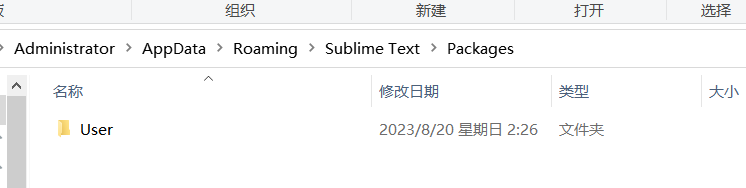 组织 新建 打开 选择
Administrator > AppData > Roaming > Sublime Text > Packages
名称 修改日期 类型 大小
User 2023/8/20 星期日 2:26 文件夹